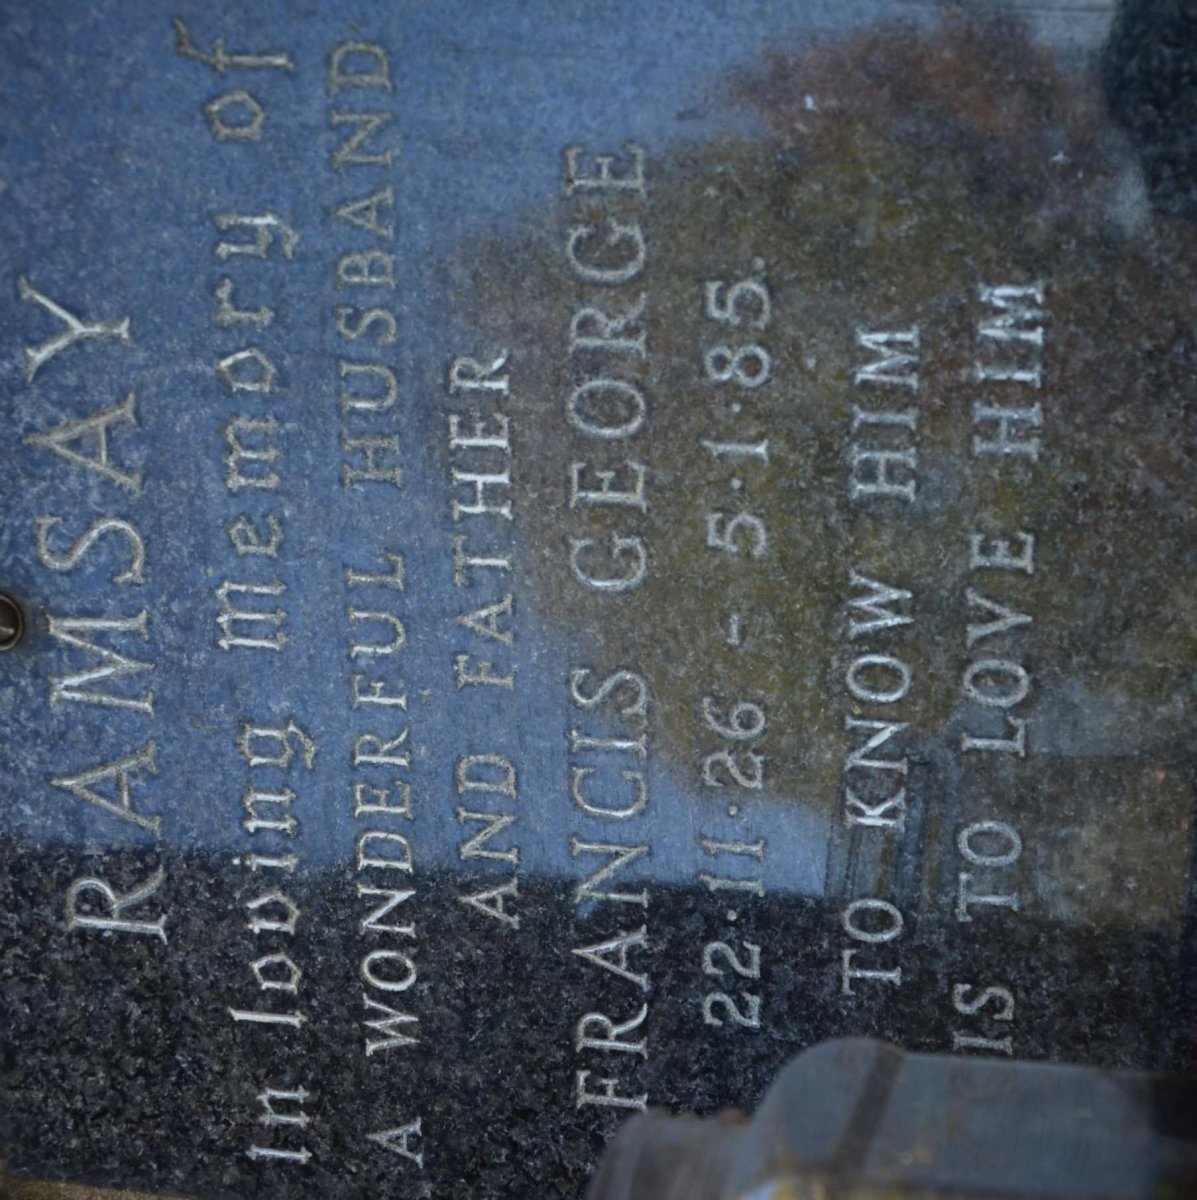 RAMSAY
In loving memory of
A WONDERFUL HUSBAND
AND FATHER
FRANCIS GEORGE
22·11·26 - 5·1·85.
TO KNOW HIM
IS TO LOVE HIM